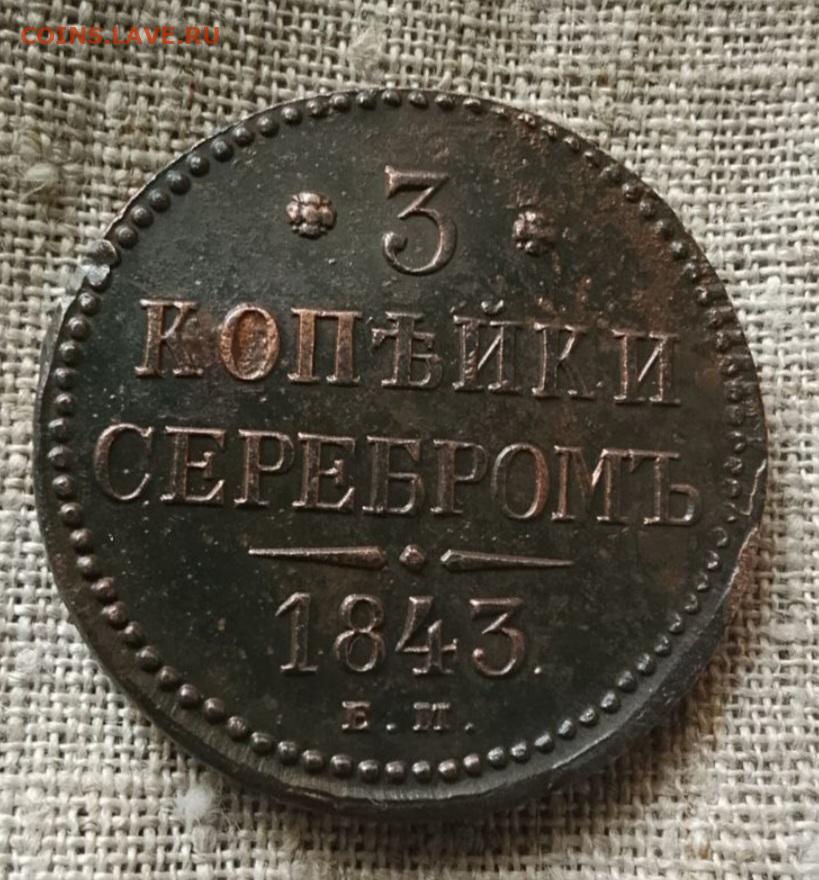 COINS.LAVE.RU
3
КОПѢЙКИ
СЕРЕБРОМЪ
1843.
Е.М.